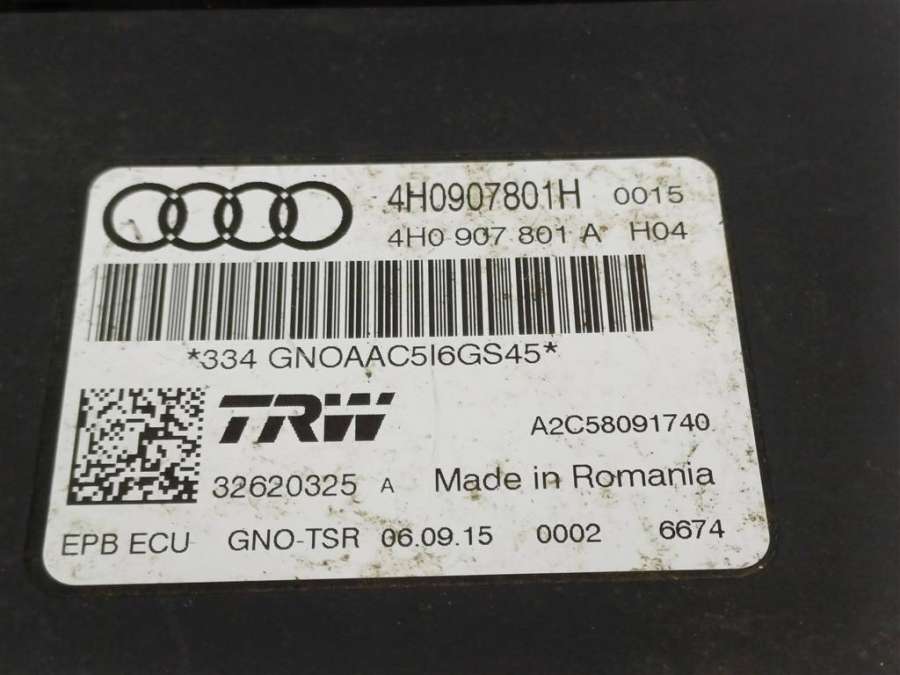 4H0907801H 0015
4H0 907 801 A H04
*334 GNOAAC5I6GS45*
TRW
A2C58091740
32620325 A Made in Romania
EPB ECU GNO-TSR 06.09.15 0002 6674